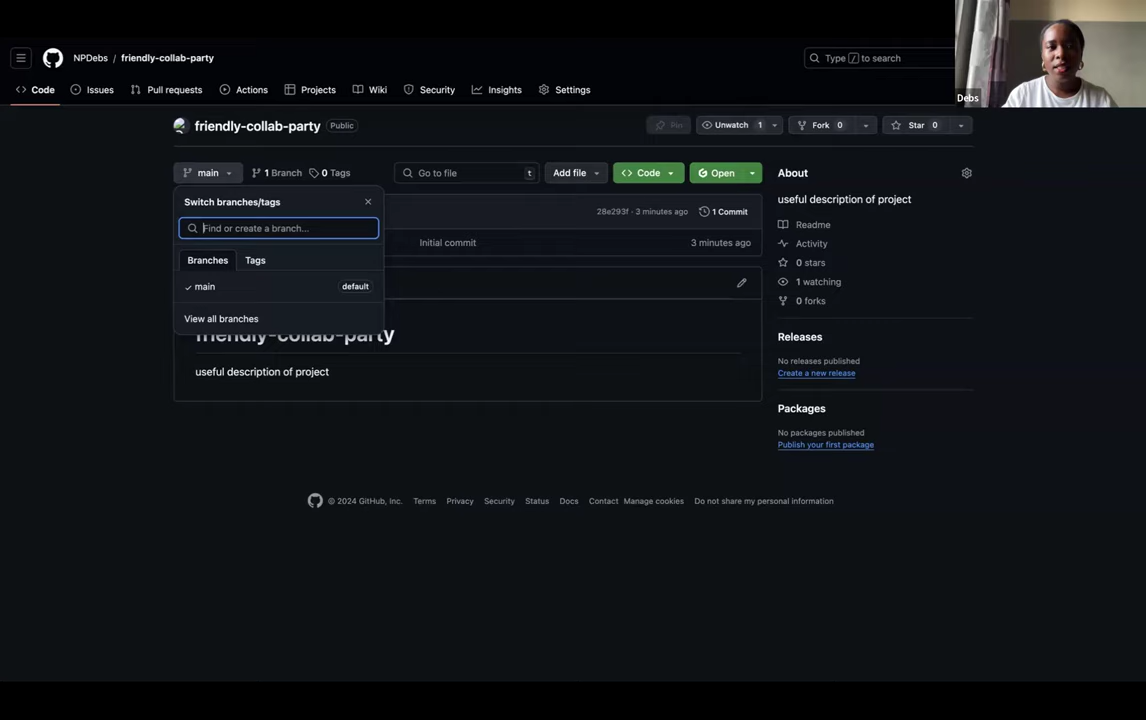 NPDebs / friendly-collab-party
Type / to search
Debs
Code Issues Pull requests Actions Projects Wiki Security Insights Settings
friendly-collab-party Public
Pin Unwatch 1 Fork 0 Star 0
main 1 Branch 0 Tags Go to file t Add file Code Open
Switch branches/tags
Find or create a branch...
Branches Tags
main default
View all branches
28e293f · 3 minutes ago 1 Commit
Initial commit 3 minutes ago
friendly-collab-party
useful description of project
About
useful description of project
Readme
Activity
0 stars
1 watching
0 forks
Releases
No releases published
Create a new release
Packages
No packages published
Publish your first package
© 2024 GitHub, Inc. Terms Privacy Security Status Docs Contact Manage cookies Do not share my personal information